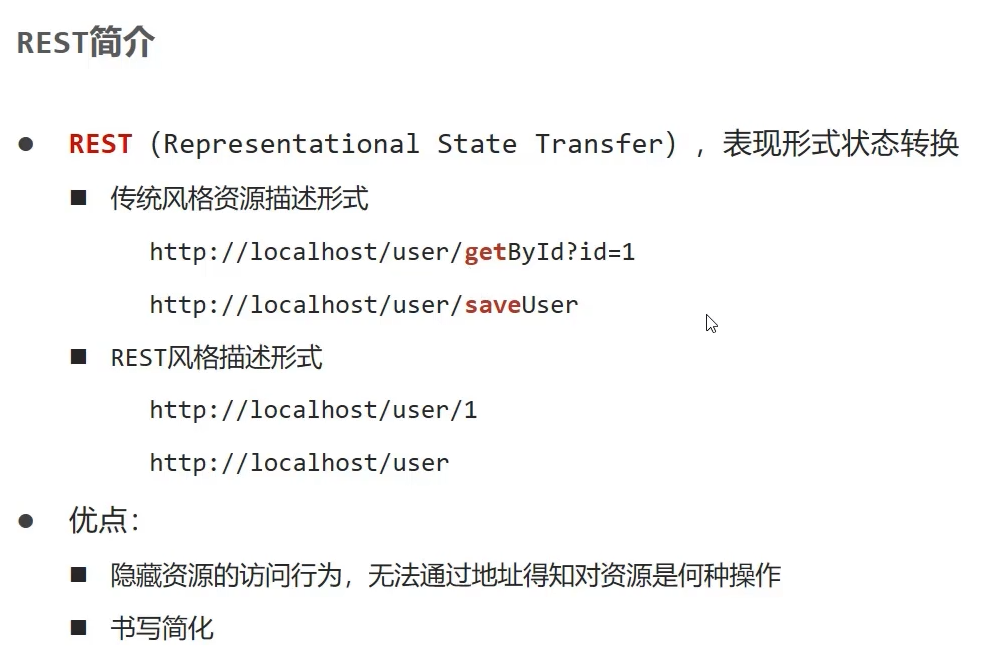 REST简介
REST（Representational State Transfer），表现形式状态转换
传统风格资源描述形式
http://localhost/user/getById?id=1
http://localhost/user/saveUser
REST风格描述形式
http://localhost/user/1
http://localhost/user
优点：
隐藏资源的访问行为，无法通过地址得知对资源是何种操作
书写简化